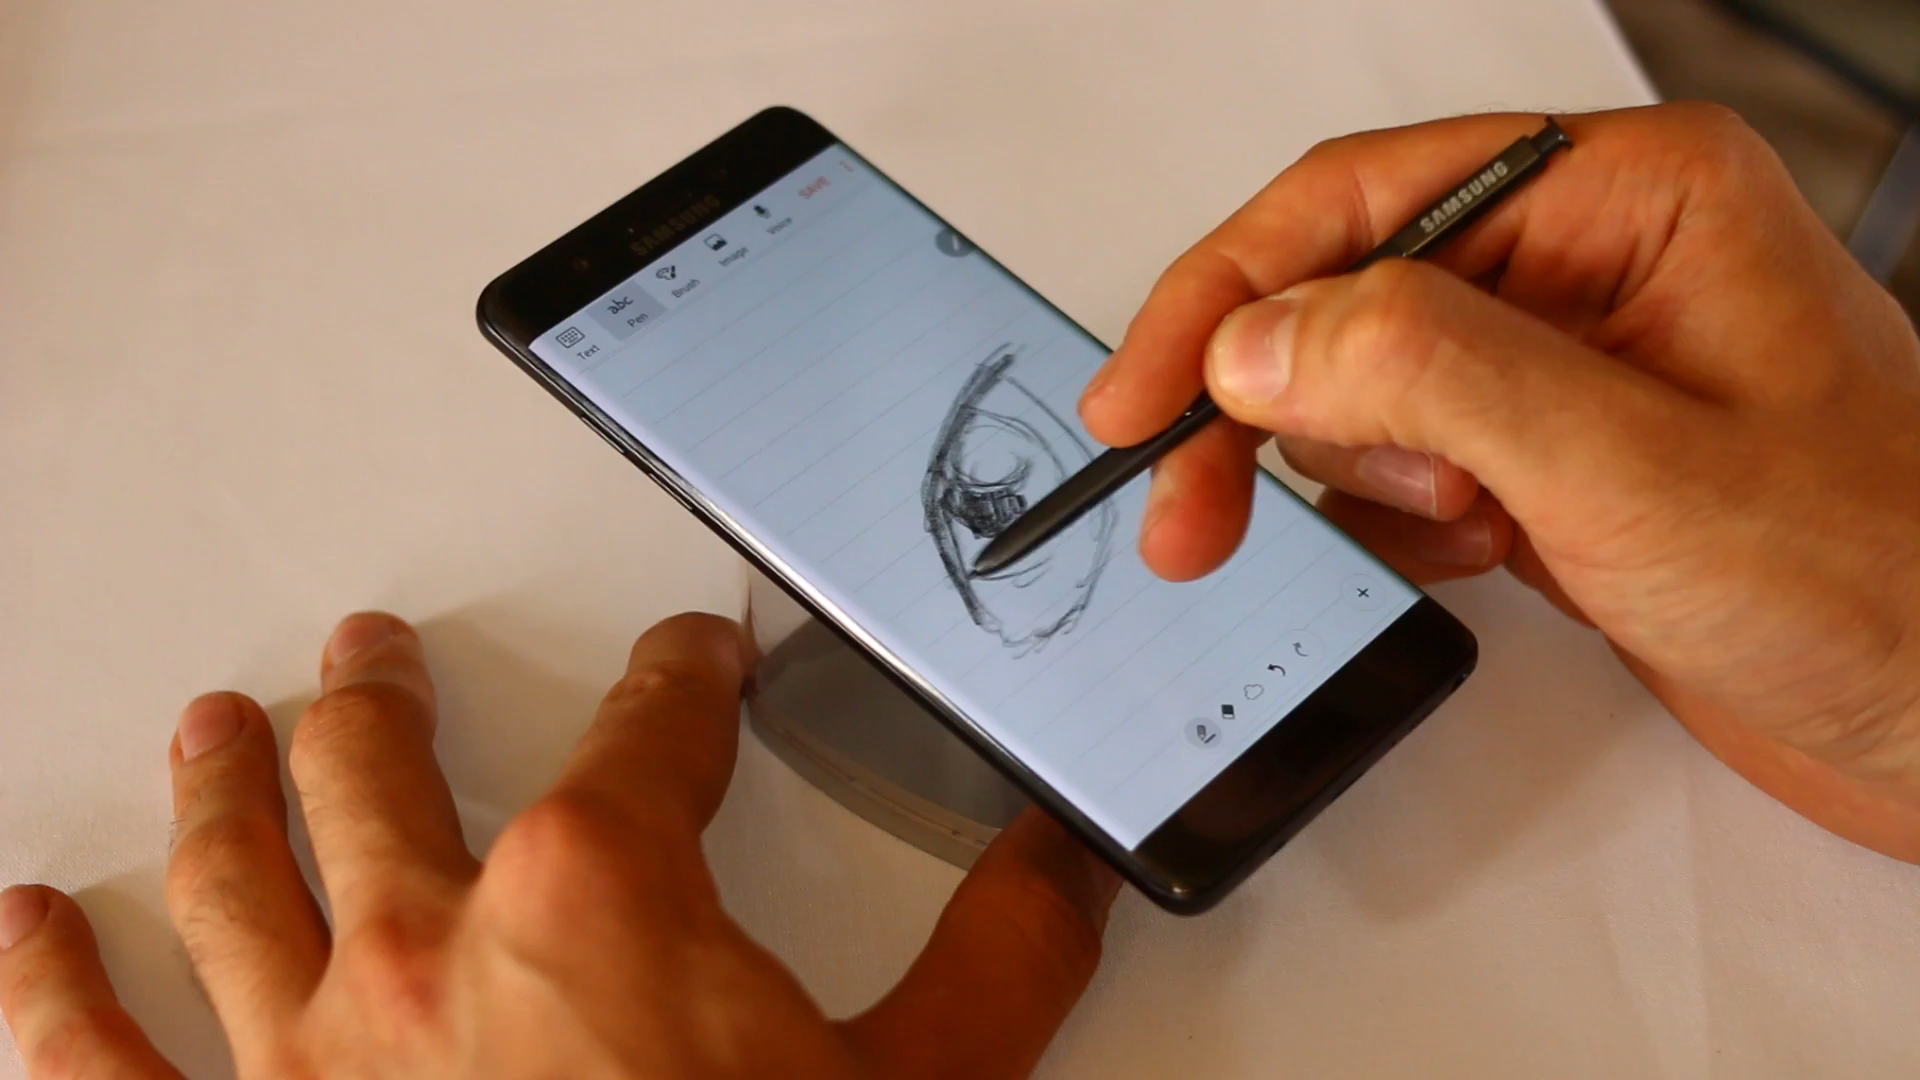 SAMSUNG
Text
abc
Pen
Brush
Image
Voice
SAVE
SAMSUNG